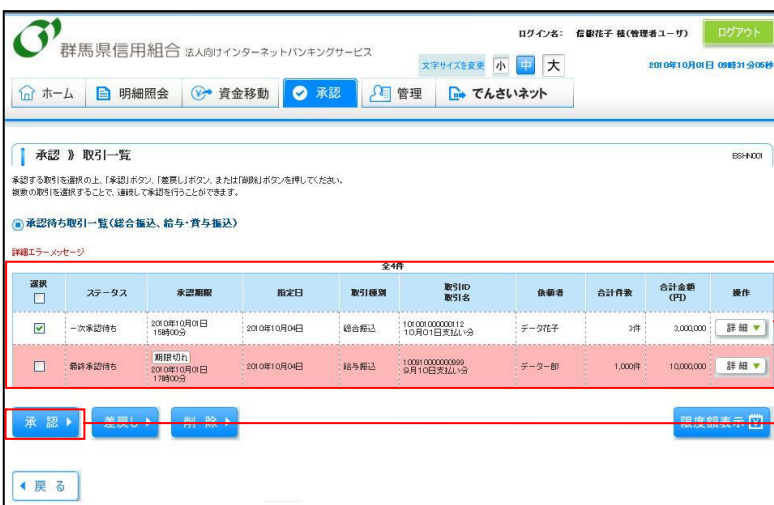 ログイン名： 信組花子 様(管理者ユーザ) ログアウト
群馬県信用組合 法人向けインターネットバンキングサービス
文字サイズを変更 小 中 大 2010年10月01日 09時31分05秒
ホーム 明細照会 資金移動 承認 管理 でんさいネット
承認 》 取引一覧 BSHN001
承認する取引を選択の上、「承認」ボタン、「差戻し」ボタン、または「削除」ボタンを押してください。
複数の取引を選択することで、連続して承認を行うことができます。
承認待ち取引一覧(総合振込、給与・賞与振込)
詳細エラーメッセージ
全4件
選択 ステータス 承認期限 指定日 取引種別 取引ID 取引名 依頼者 合計件数 合計金額(円) 操作
一次承認待ち 2010年10月01日 15時00分 2010年10月04日 総合振込 101001000000112 10月01日支払い分 データ花子 3件 3,000,000 詳細
最終承認待ち 期限切れ 2010年10月01日 17時00分 2010年10月04日 給与振込 10091000000999 9月10日支払い分 データ一郎 1,000件 10,000,000 詳細
承認 差戻し 削除 限度額表示
戻る